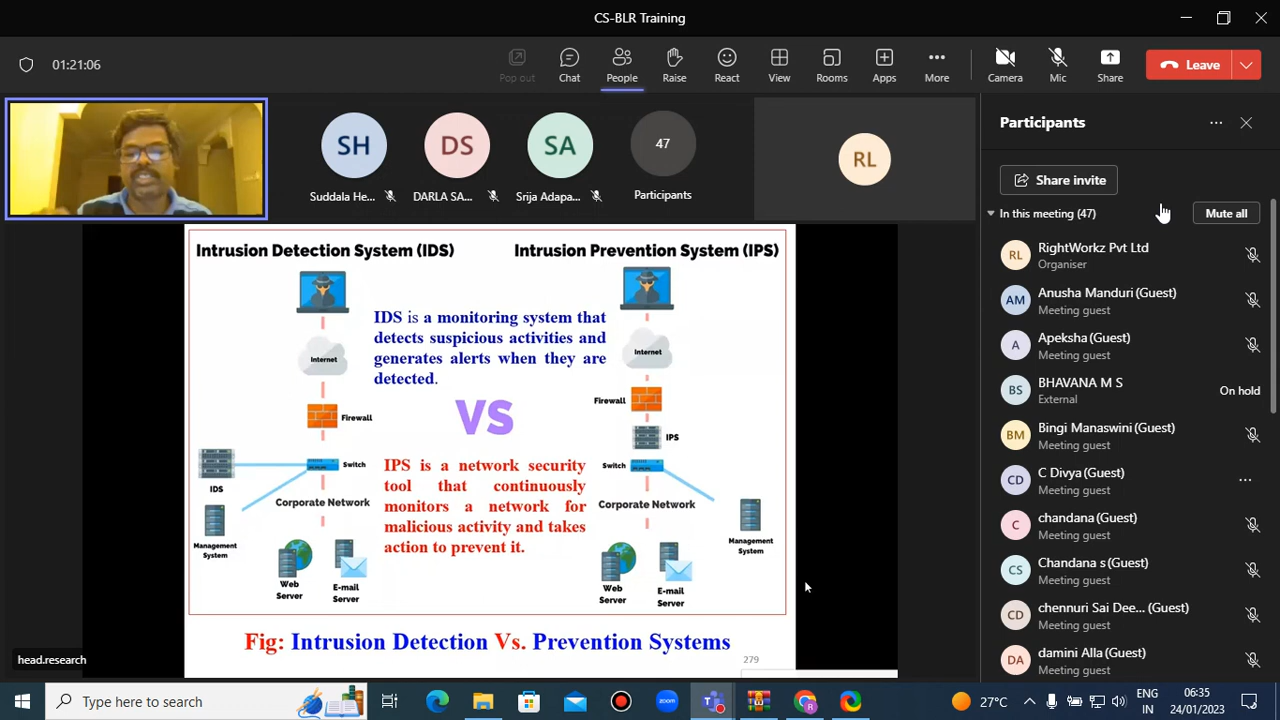 CS-BLR Training
01:21:06
Pop out
Chat
People
Raise
React
View
Rooms
Apps
More
Camera
Mic
Share
Leave
SH
DS
SA
47
RL
Suddala He...
DARLA SA...
Srija Adapa...
Participants
Participants
Share invite
In this meeting (47)
Mute all
RL
RightWorkz Pvt Ltd
Organiser
AM
Anusha Manduri (Guest)
Meeting guest
A
Apeksha (Guest)
Meeting guest
BS
BHAVANA M S
External
On hold
BM
Bingi Manaswini (Guest)
Meeting guest
CD
C Divya (Guest)
Meeting guest
C
chandala (Guest)
Meeting guest
CS
Chandana S (Guest)
Meeting guest
CD
chennuri Sai Dee... (Guest)
Meeting guest
DA
damini Alla (Guest)
Meeting guest
Intrusion Detection System (IDS)
Intrusion Prevention System (IPS)
IDS is a monitoring system that
detects suspicious activities and
generates alerts when they are
detected.
VS
IPS is a network security
tool that continuously
monitors a network for
malicious activity and takes
action to prevent it.
Internet
Firewall
Switch
IDS
Corporate Network
Management
System
Web
Server
E-mail
Server
Internet
Firewall
IPS
Switch
Corporate Network
Management
System
Web
Server
E-mail
Server
Fig: Intrusion Detection Vs. Prevention Systems
279
head.research
Type here to search
zoom
27°C
ENG
IN
06:35
24/01/2023